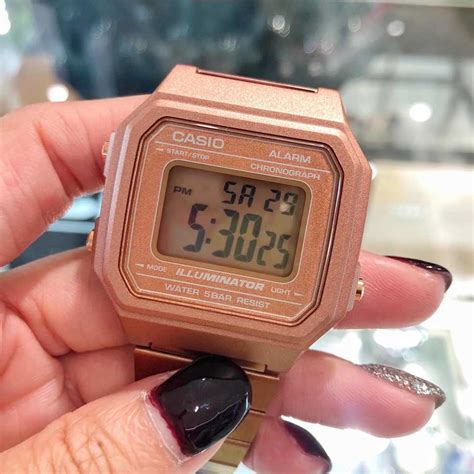 CASIO
START/STOP ALARM
CHRONOGRAPH
PM SA 29
5:30 25
MODE ILLUMINATOR LIGHT
WATER 5BAR RESIST